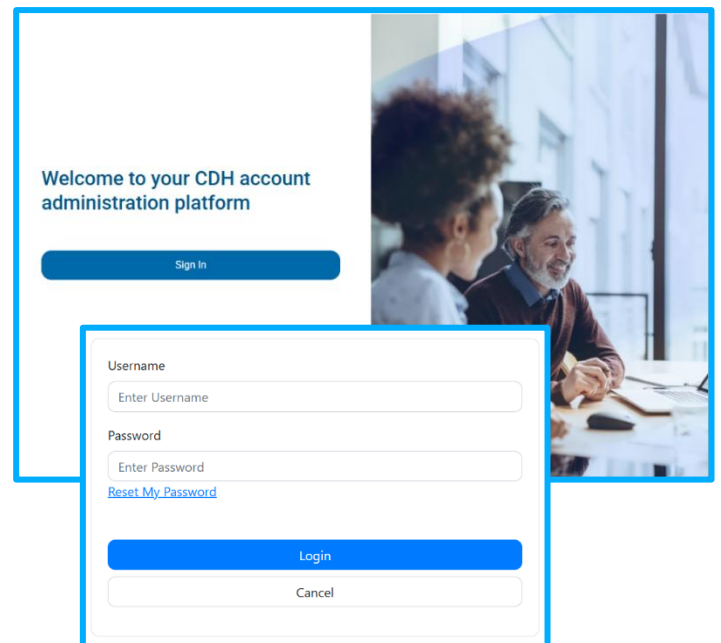 Welcome to your CDH account
administration platform
Sign In
Username
Enter Username
Password
Enter Password
Reset My Password
Login
Cancel